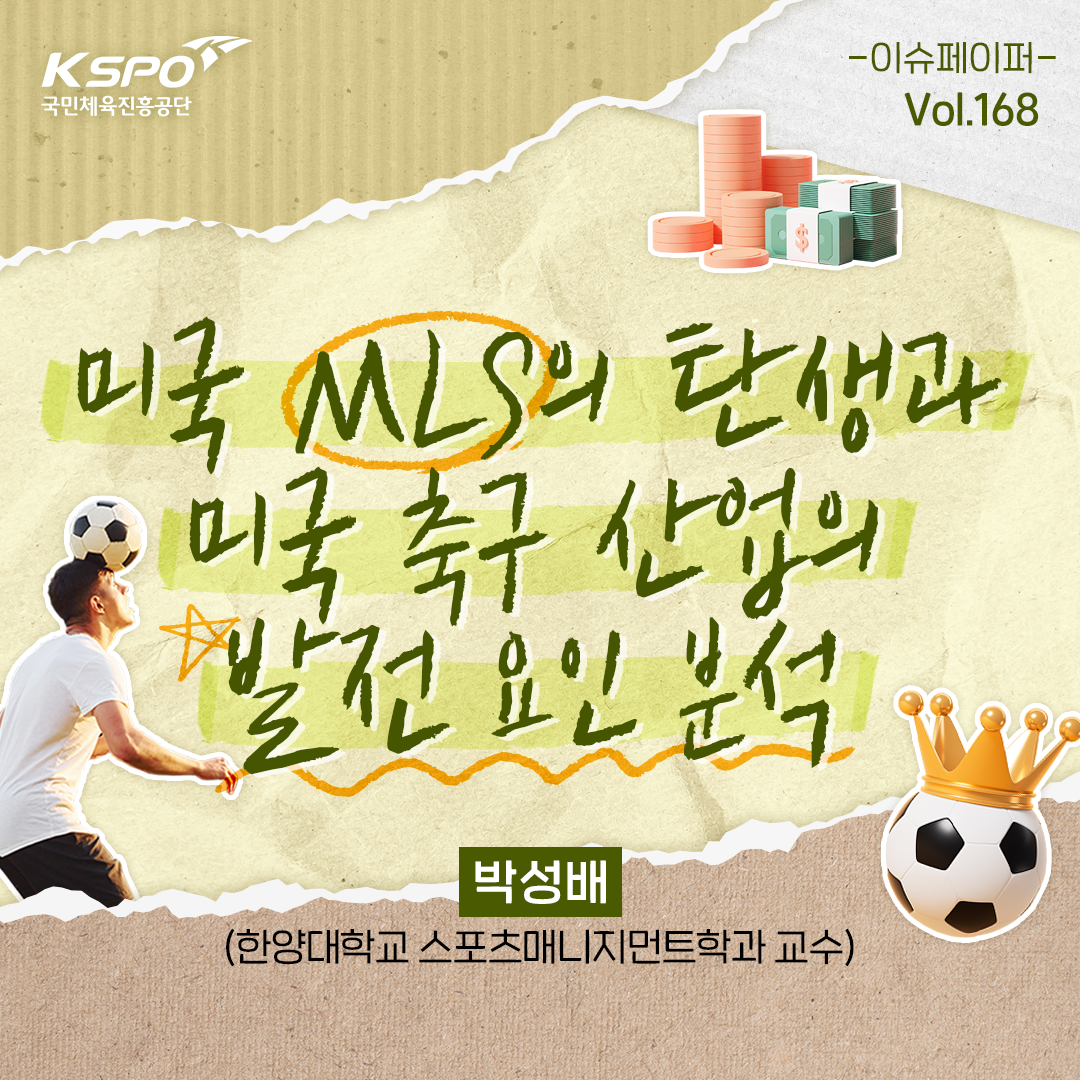 KSPO
국민체육진흥공단
-이슈페이퍼-
Vol.168
$
미국 MLS의 탄생과
미국 축구 산업의
발전 요인 분석
박성배
(한양대학교 스포츠매니지먼트학과 교수)